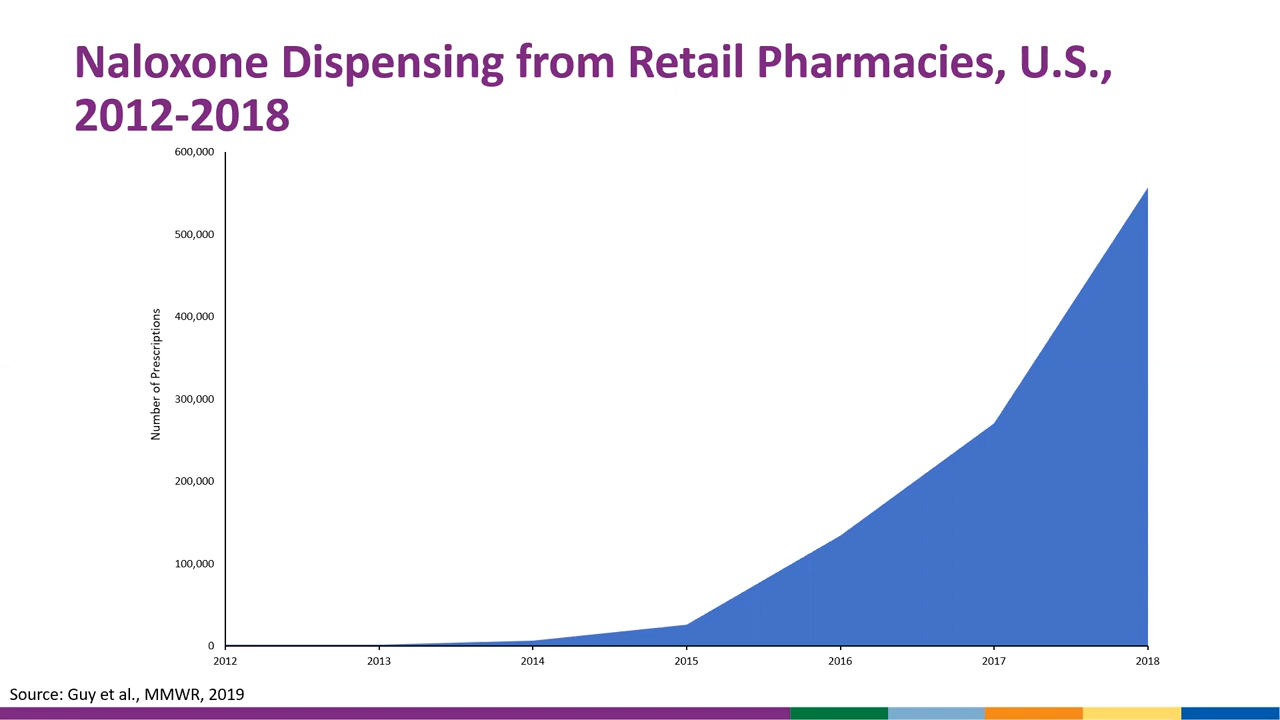 Naloxone Dispensing from Retail Pharmacies, U.S.,
2012-2018
600,000
500,000
400,000
300,000
200,000
100,000
0
Number of Prescriptions
2012 2013 2014 2015 2016 2017 2018
Source: Guy et al., MMWR, 2019